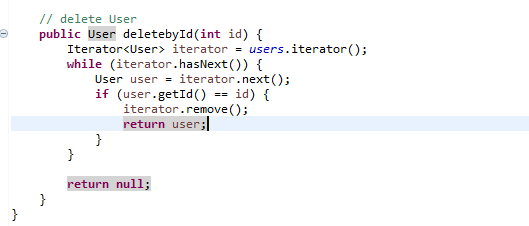 // delete User
public User deletebyId(int id) {
Iterator<User> iterator = users.iterator();
while (iterator.hasNext()) {
User user = iterator.next();
if (user.getId() == id) {
iterator.remove();
return user;
}
}
return null;
}
}